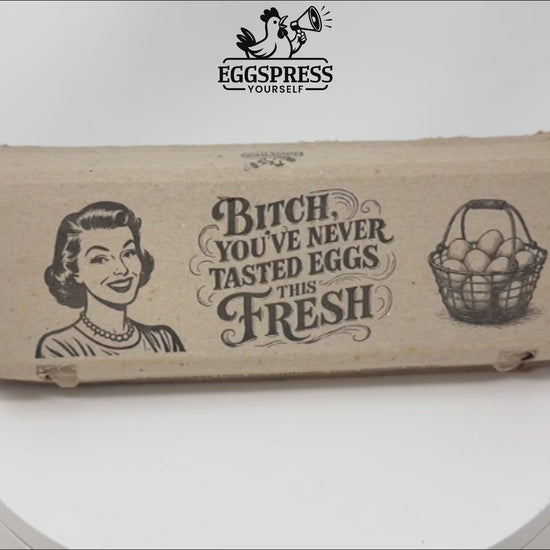 EGGSPRESS
YOURSELF
BITCH,
YOU'VE NEVER
TASTED EGGS
THIS
FRESH